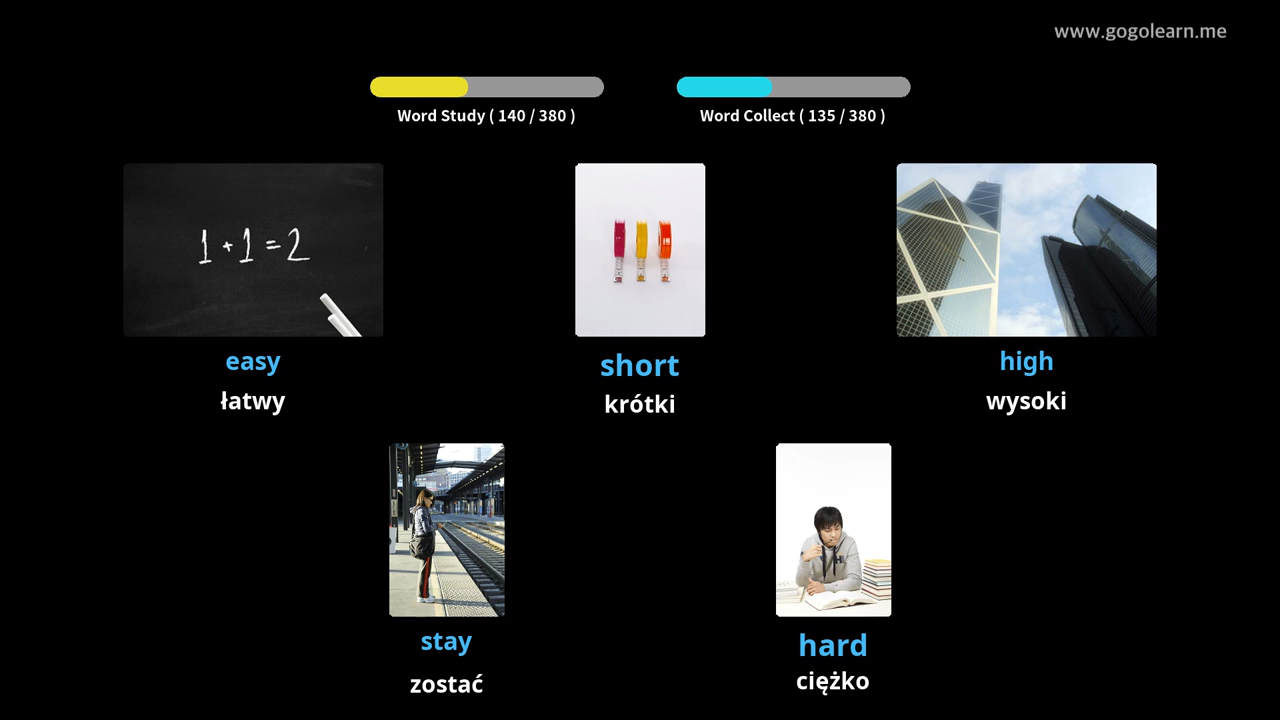 www.gogolearn.me
Word Study ( 140 / 380 )
Word Collect ( 135 / 380 )
1 + 1 = 2
easy
łatwy
short
krótki
high
wysoki
stay
zostać
hard
ciężko